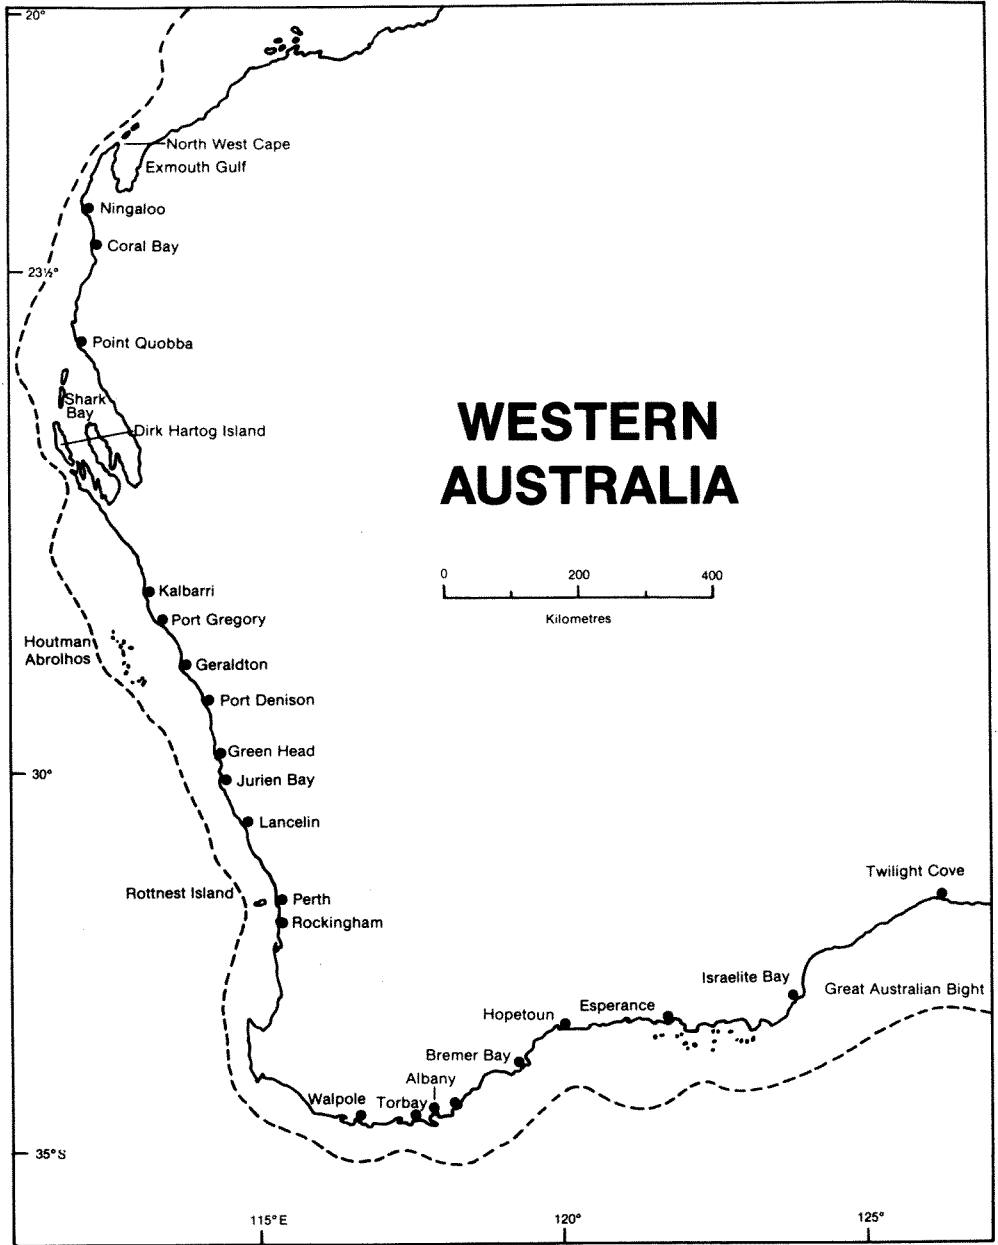 20°
North West Cape
Exmouth Gulf
Ningaloo
Coral Bay
23½°
Point Quobba
Shark
Bay
Dirk Hartog Island
WESTERN
AUSTRALIA
0 200 400
Kilometres
Kalbarri
Port Gregory
Houtman
Abrolhos
Geraldton
Port Denison
Green Head
30°
Jurien Bay
Lancelin
Twilight Cove
Rottnest Island
Perth
Rockingham
Israelite Bay
Great Australian Bight
Esperance
Hopetoun
Bremer Bay
Albany
Walpole
Torbay
35°S
115°E
120°
125°